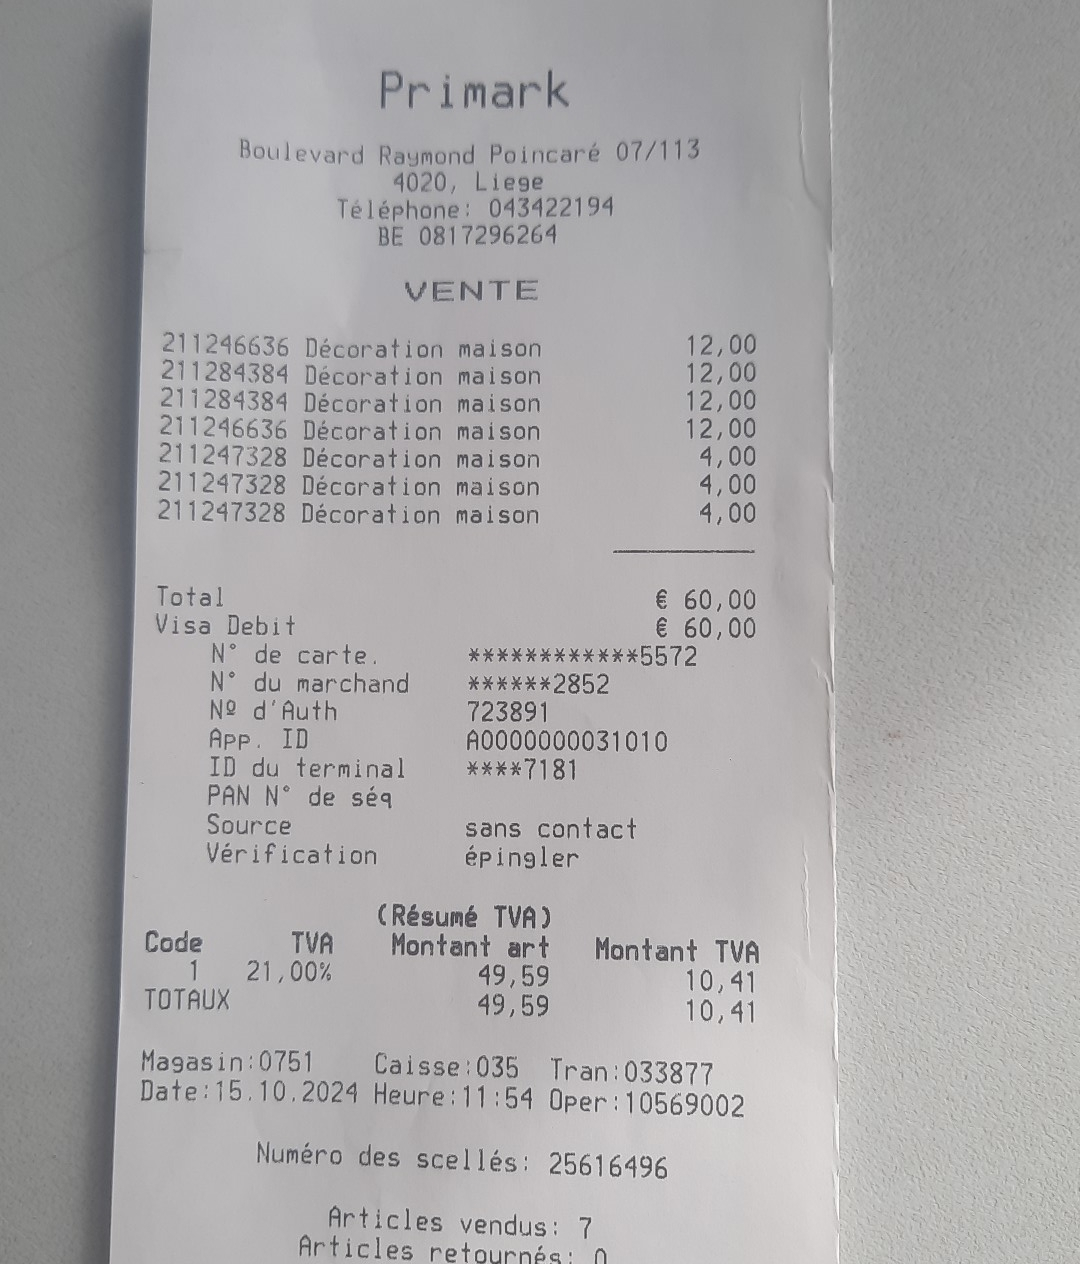 Primark
Boulevard Raymond Poincaré 07/113
4020, Liege
Téléphone: 043422194
BE 0817296264
VENTE
211246636 Décoration maison 12,00
211284384 Décoration maison 12,00
211284384 Décoration maison 12,00
211246636 Décoration maison 12,00
211247328 Décoration maison 4,00
211247328 Décoration maison 4,00
211247328 Décoration maison 4,00
Total € 60,00
Visa Debit € 60,00
N° de carte. ************5572
N° du marchand ******2852
Nº d'Auth 723891
App. ID A0000000031010
ID du terminal ****7181
PAN N° de séq
Source sans contact
Vérification épingler
(Résumé TVA)
Code TVA Montant art Montant TVA
1 21,00% 49,59 10,41
TOTAUX 49,59 10,41
Magasin:0751 Caisse:035 Tran:033877
Date:15.10.2024 Heure:11:54 Oper:10569002
Numéro des scellés: 25616496
Articles vendus: 7
Articles retournés: 0